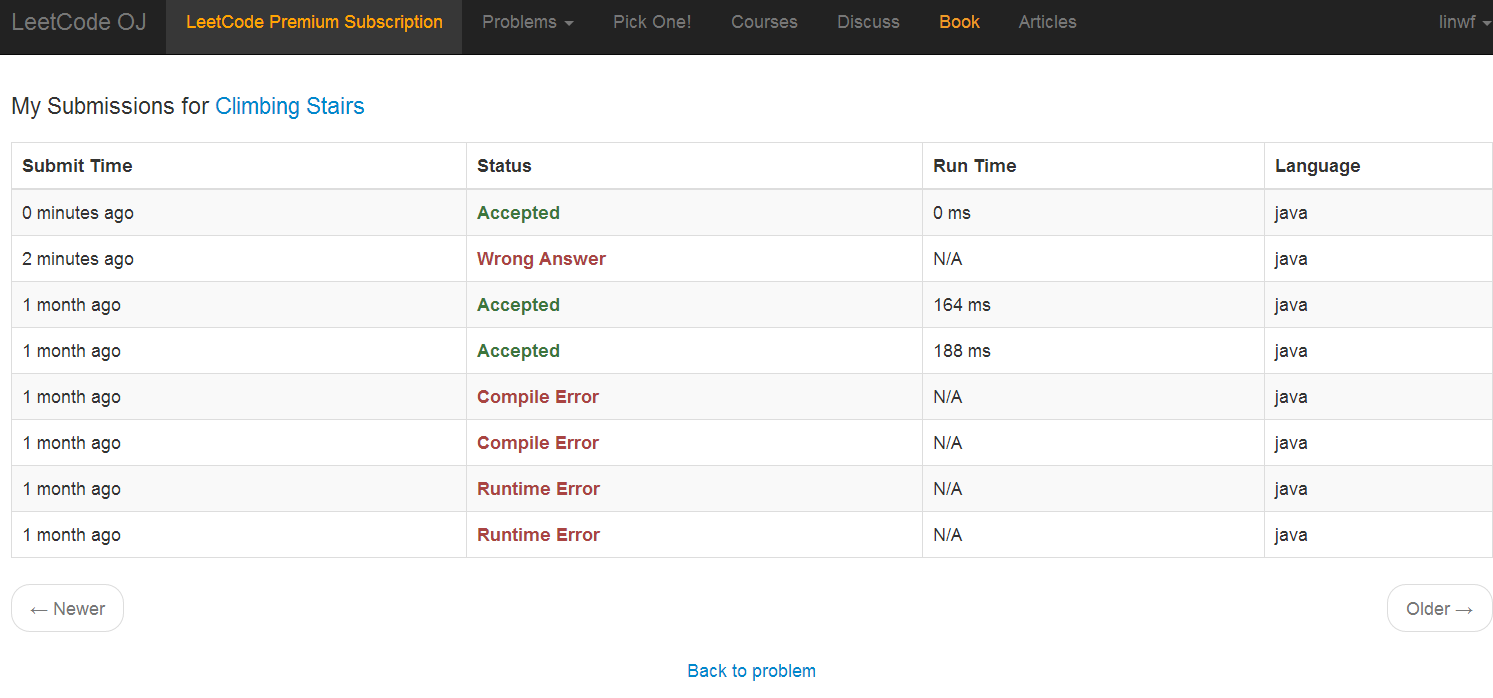 LeetCode OJ LeetCode Premium Subscription Problems Pick One! Courses Discuss Book Articles linwf
My Submissions for Climbing Stairs
Submit Time Status Run Time Language
0 minutes ago Accepted 0 ms java
2 minutes ago Wrong Answer N/A java
1 month ago Accepted 164 ms java
1 month ago Accepted 188 ms java
1 month ago Compile Error N/A java
1 month ago Compile Error N/A java
1 month ago Runtime Error N/A java
1 month ago Runtime Error N/A java
← Newer Older →
Back to problem